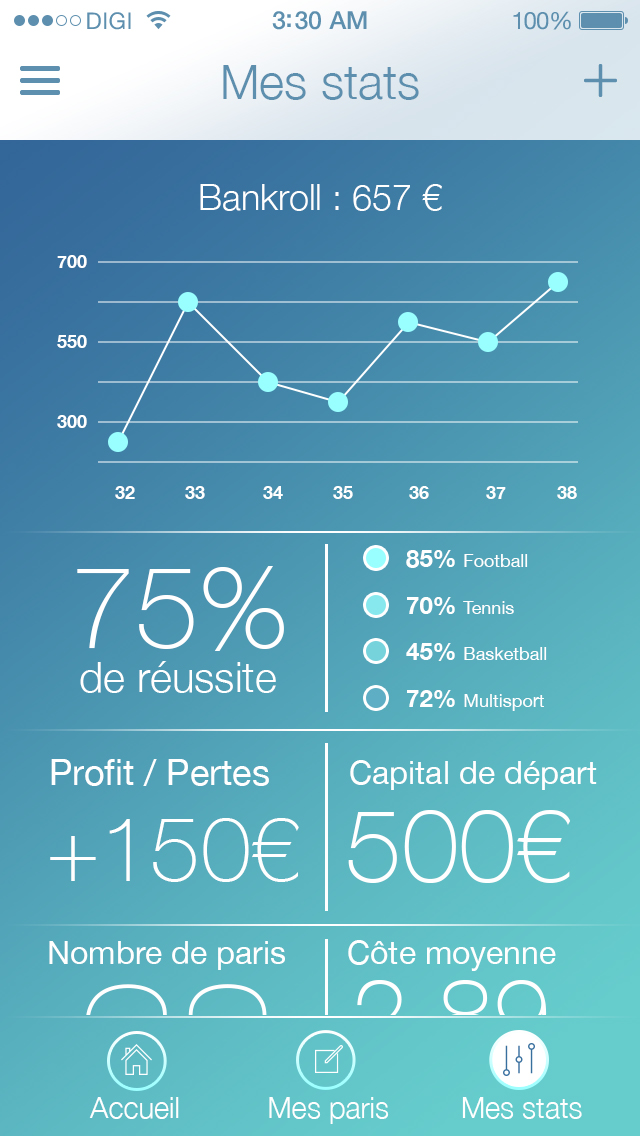 DIGI 3:30 AM 100%
Mes stats
Bankroll : 657 €
700
550
300
32 33 34 35 36 37 38
75%
de réussite
85% Football
70% Tennis
45% Basketball
72% Multisport
Profit / Pertes
+150€
Capital de départ
500€
Nombre de paris
Côte moyenne
Accueil
Mes paris
Mes stats